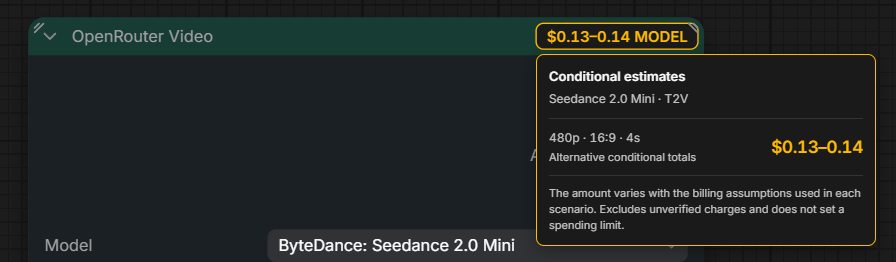 OpenRouter Video
$0.13–0.14 MODEL
Conditional estimates
Seedance 2.0 Mini · T2V
480p · 16:9 · 4s
Alternative conditional totals
$0.13–0.14
The amount varies with the billing assumptions used in each
scenario. Excludes unverified charges and does not set a
spending limit.
Model
ByteDance: Seedance 2.0 Mini